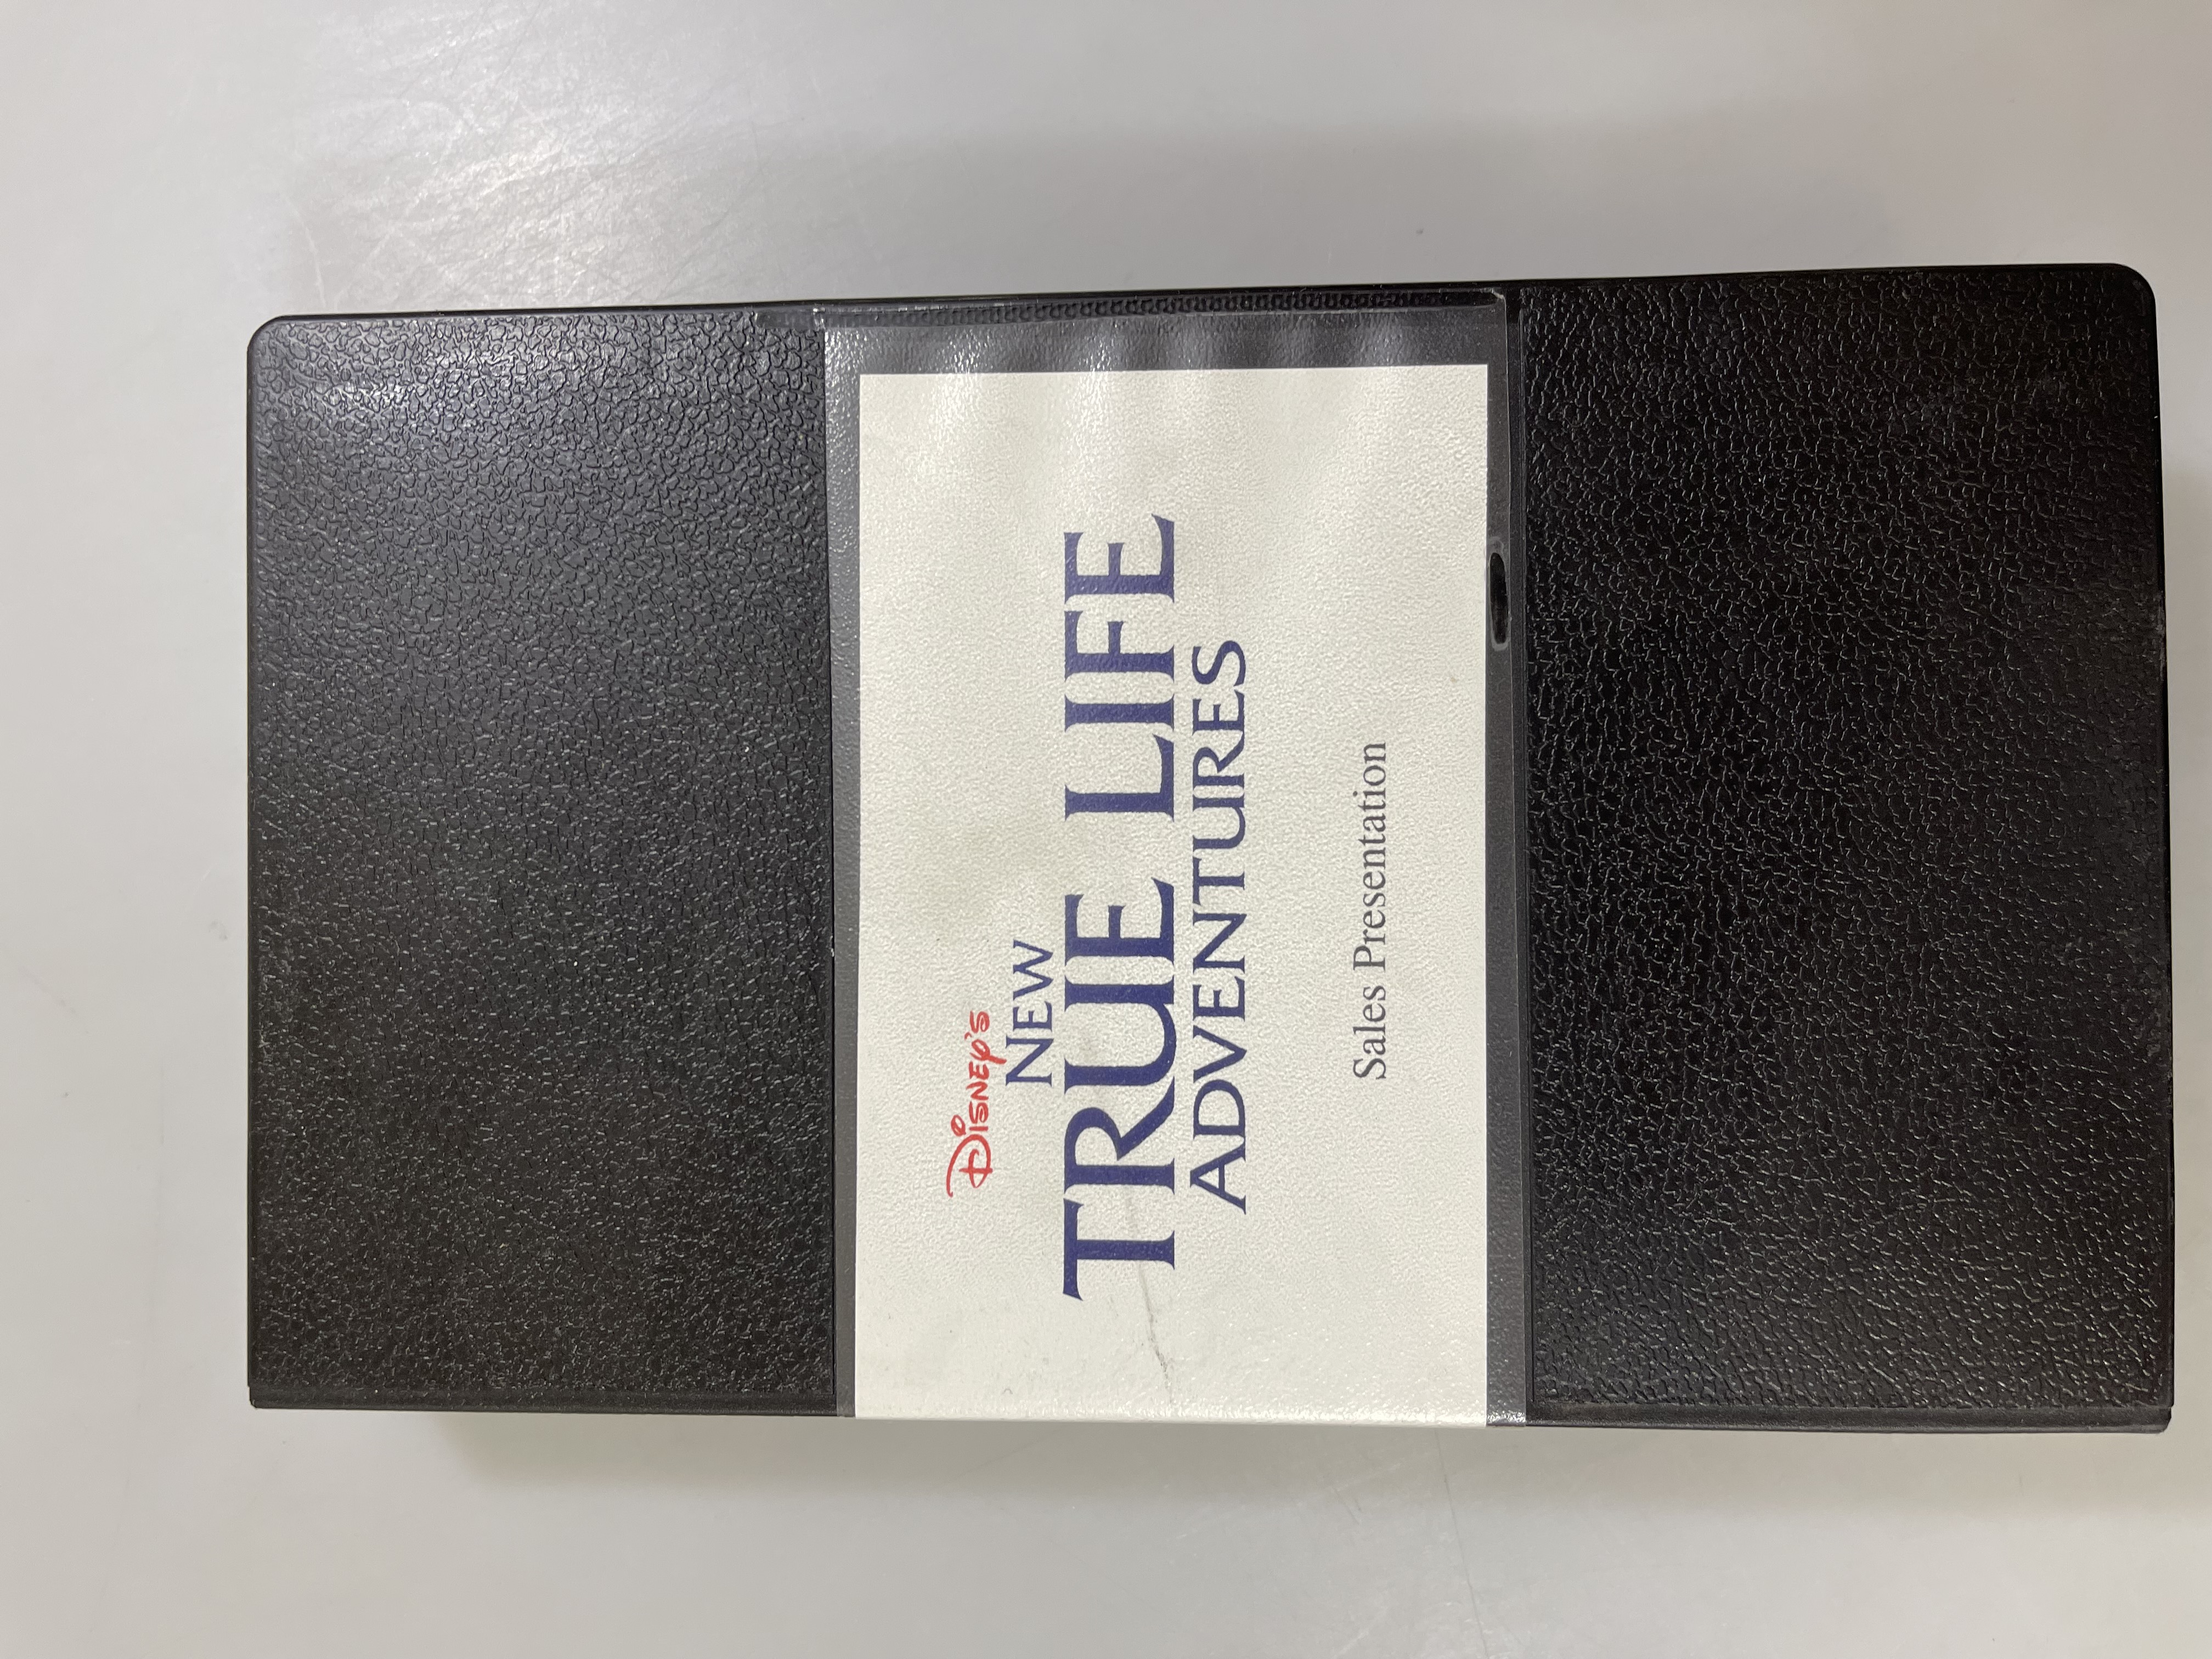 Disney's
New
TRUE LIFE
ADVENTURES
Sales Presentation